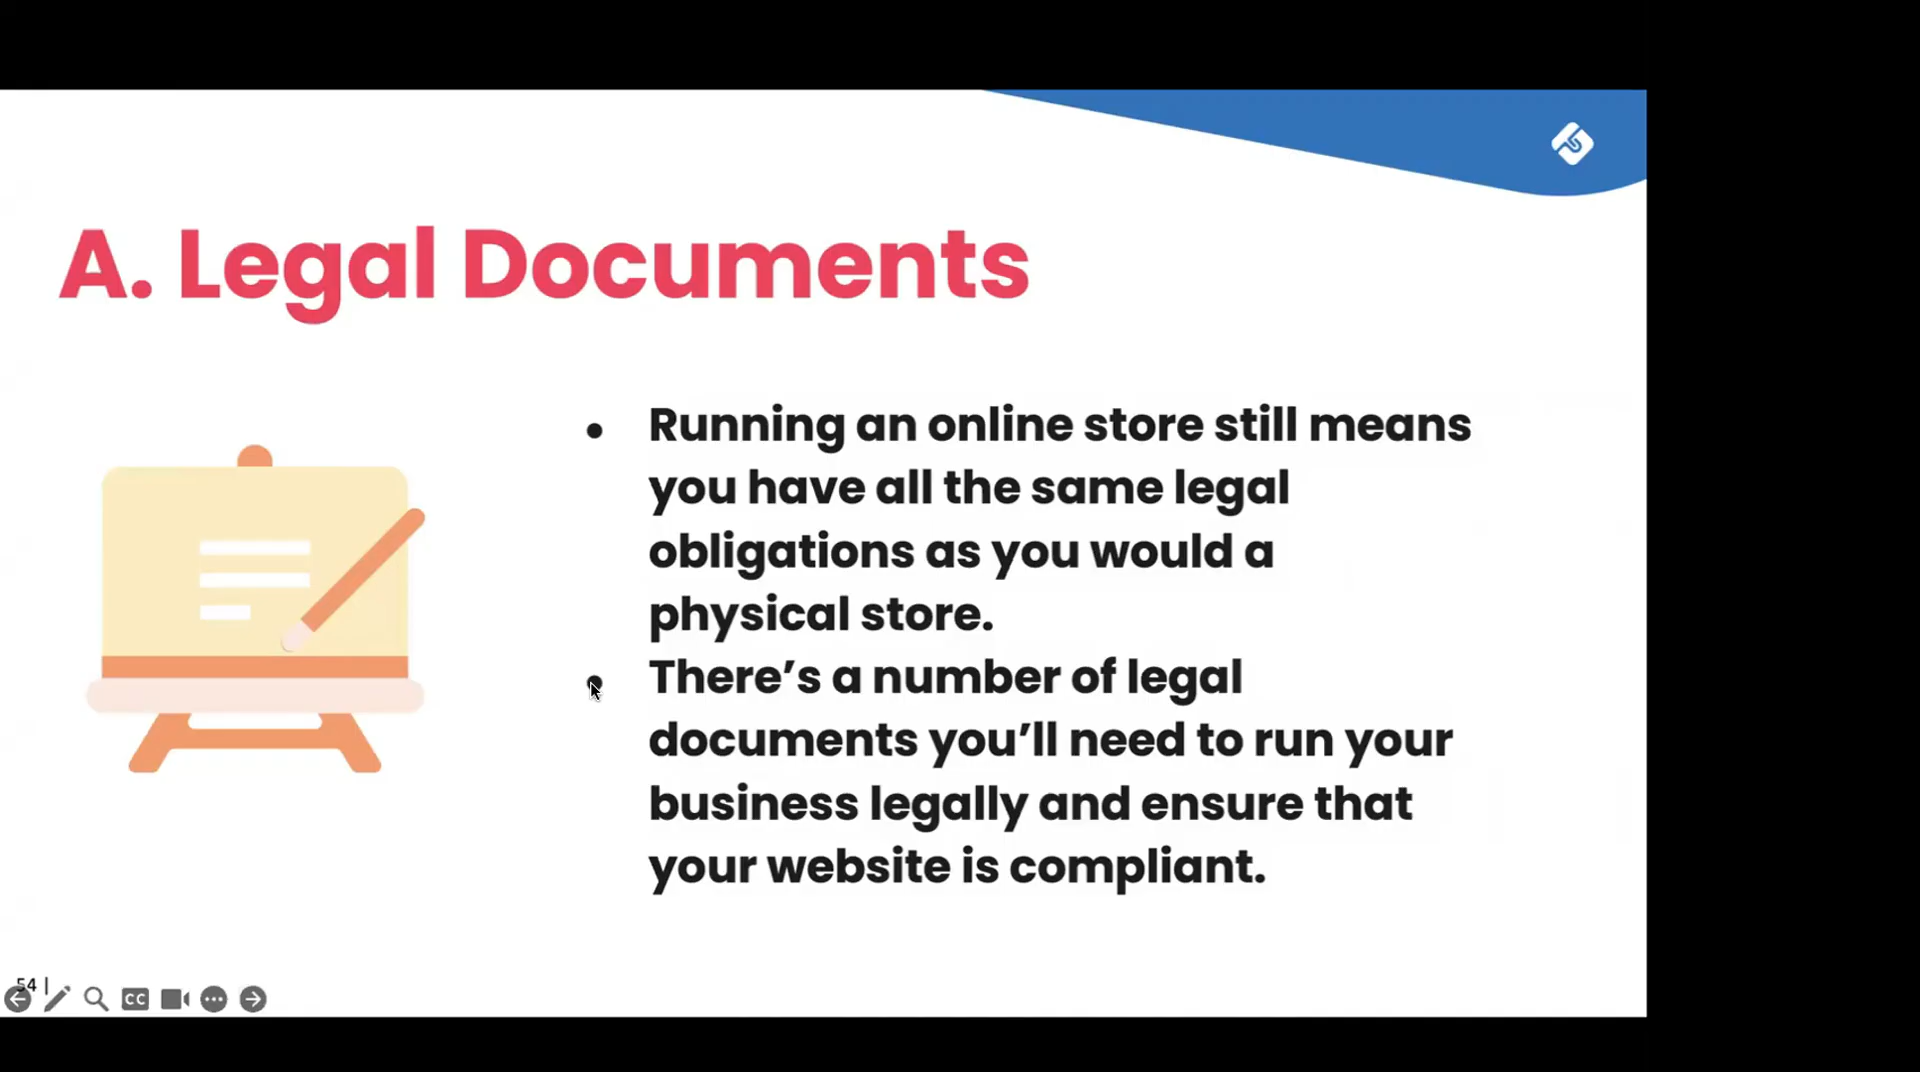 A. Legal Documents
• Running an online store still means
you have all the same legal
obligations as you would a
physical store.
• There’s a number of legal
documents you’ll need to run your
business legally and ensure that
your website is compliant.
54 |
CC